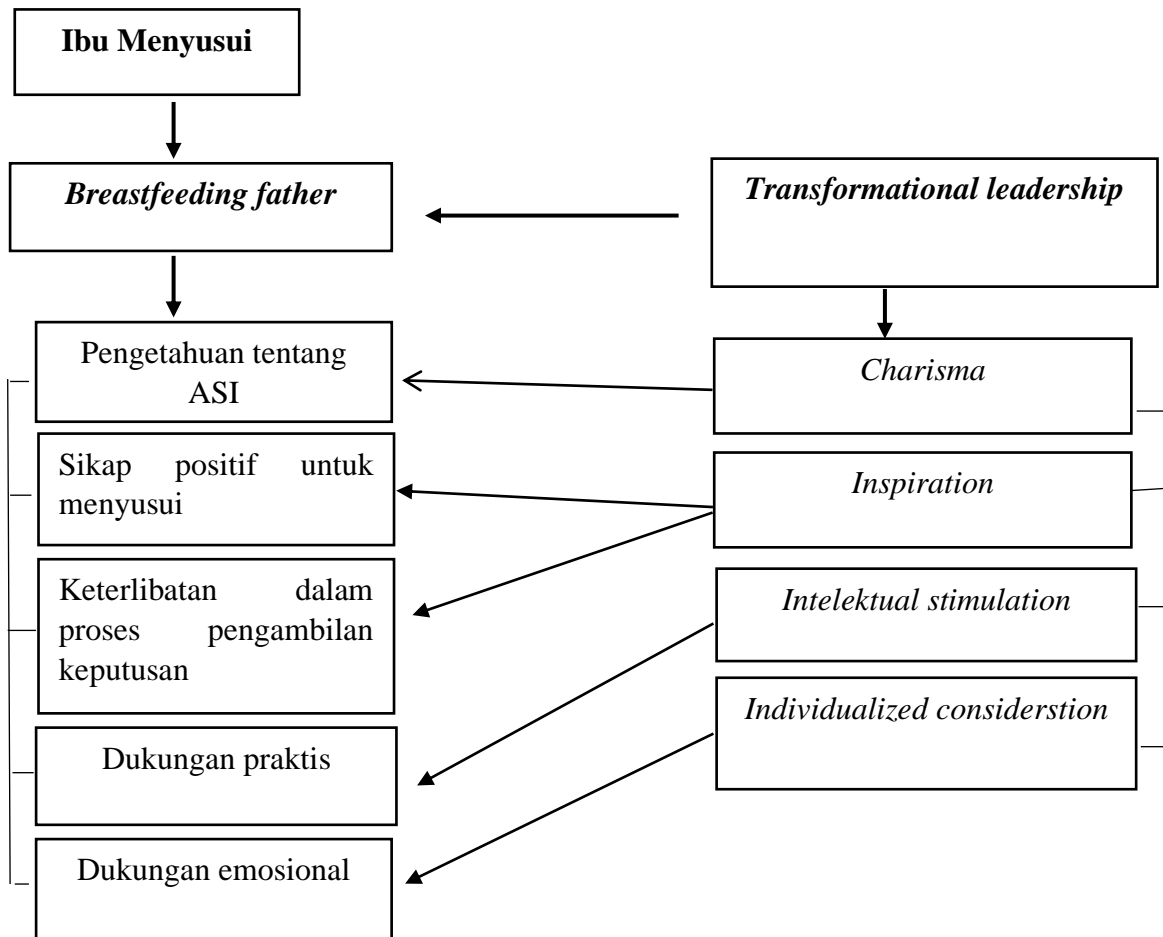 Ibu Menyusui
Breastfeeding father
Transformational leadership
Pengetahuan tentang
ASI
Charisma
Sikap positif untuk
menyusui
Inspiration
Keterlibatan dalam
proses pengambilan
keputusan
Intelektual stimulation
Individualized considerstion
Dukungan praktis
Dukungan emosional